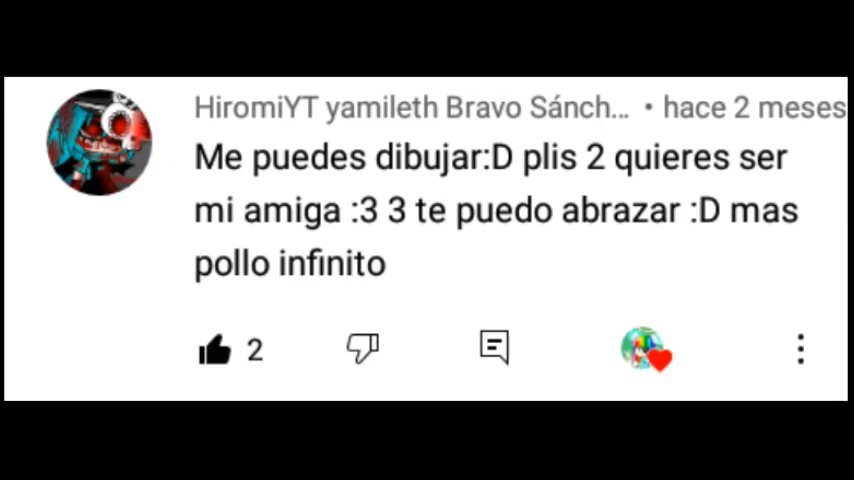 HiromiYT yamileth Bravo Sánch... • hace 2 meses
Me puedes dibujar:D plis 2 quieres ser
mi amiga :3 3 te puedo abrazar :D mas
pollo infinito
2